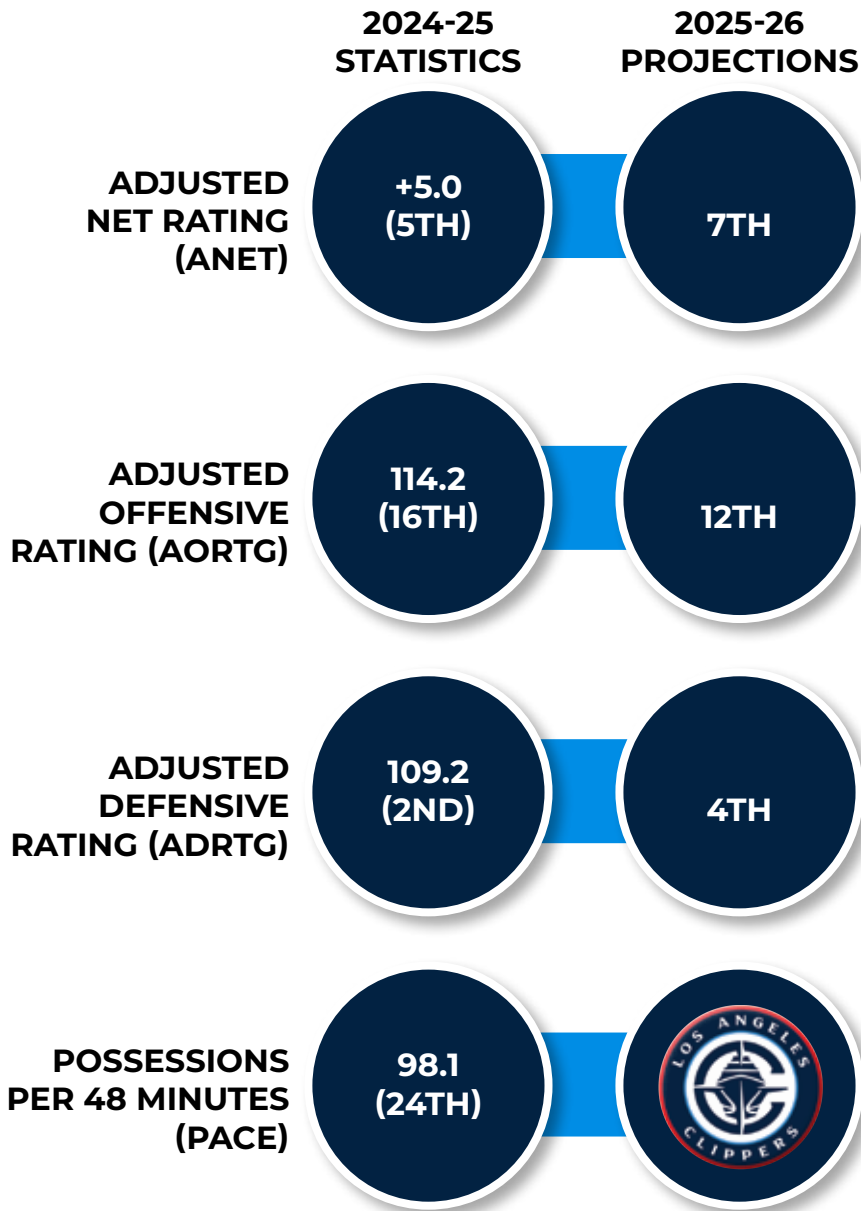 2024-25
STATISTICS
2025-26
PROJECTIONS
ADJUSTED
NET RATING
(ANET)
+5.0
(5TH)
7TH
ADJUSTED
OFFENSIVE
RATING (AORTG)
114.2
(16TH)
12TH
ADJUSTED
DEFENSIVE
RATING (ADRTG)
109.2
(2ND)
4TH
POSSESSIONS
PER 48 MINUTES
(PACE)
98.1
(24TH)
LOS ANGELES
CLIPPERS